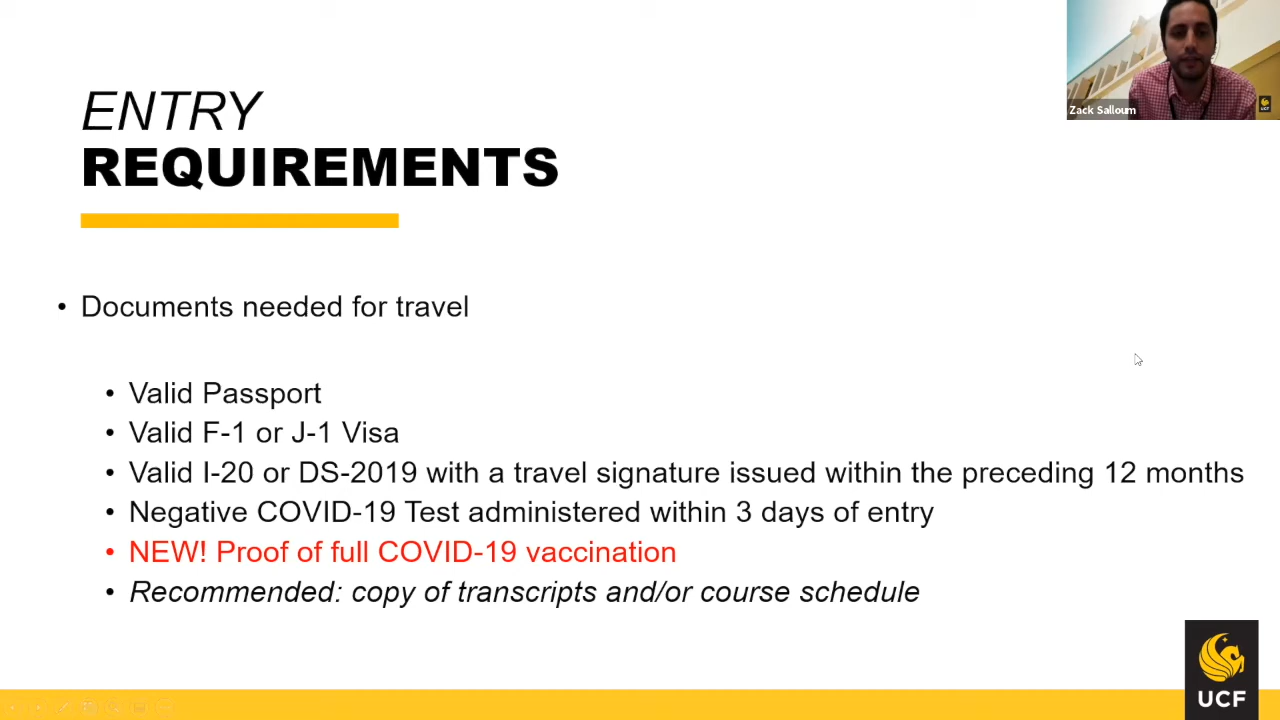 ENTRY
REQUIREMENTS
Zack Salloum
• Documents needed for travel
• Valid Passport
• Valid F-1 or J-1 Visa
• Valid I-20 or DS-2019 with a travel signature issued within the preceding 12 months
• Negative COVID-19 Test administered within 3 days of entry
• NEW! Proof of full COVID-19 vaccination
• Recommended: copy of transcripts and/or course schedule
UCF